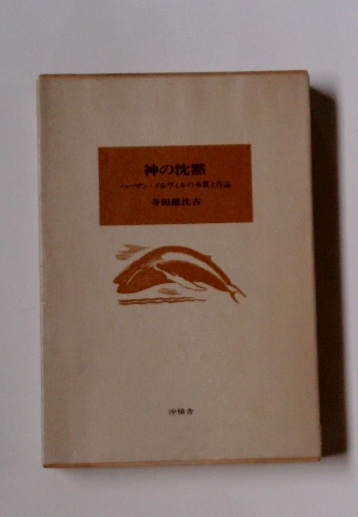 神の沈黙
ハーマン・メルヴィルの本質と作品
寺田建比古
沖積舎